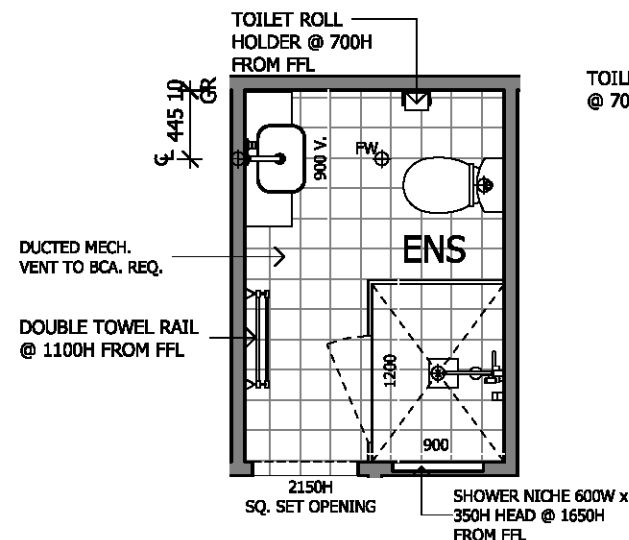 TOILET ROLL
HOLDER @ 700H
FROM FFL
TOIL
@ 70
445 10
GR
℄
900 V.
FW
DUCTED MECH.
VENT TO BCA. REQ.
ENS
DOUBLE TOWEL RAIL
@ 1100H FROM FFL
1200
900
2150H
SQ. SET OPENING
SHOWER NICHE 600W x
350H HEAD @ 1650H
FROM FFL